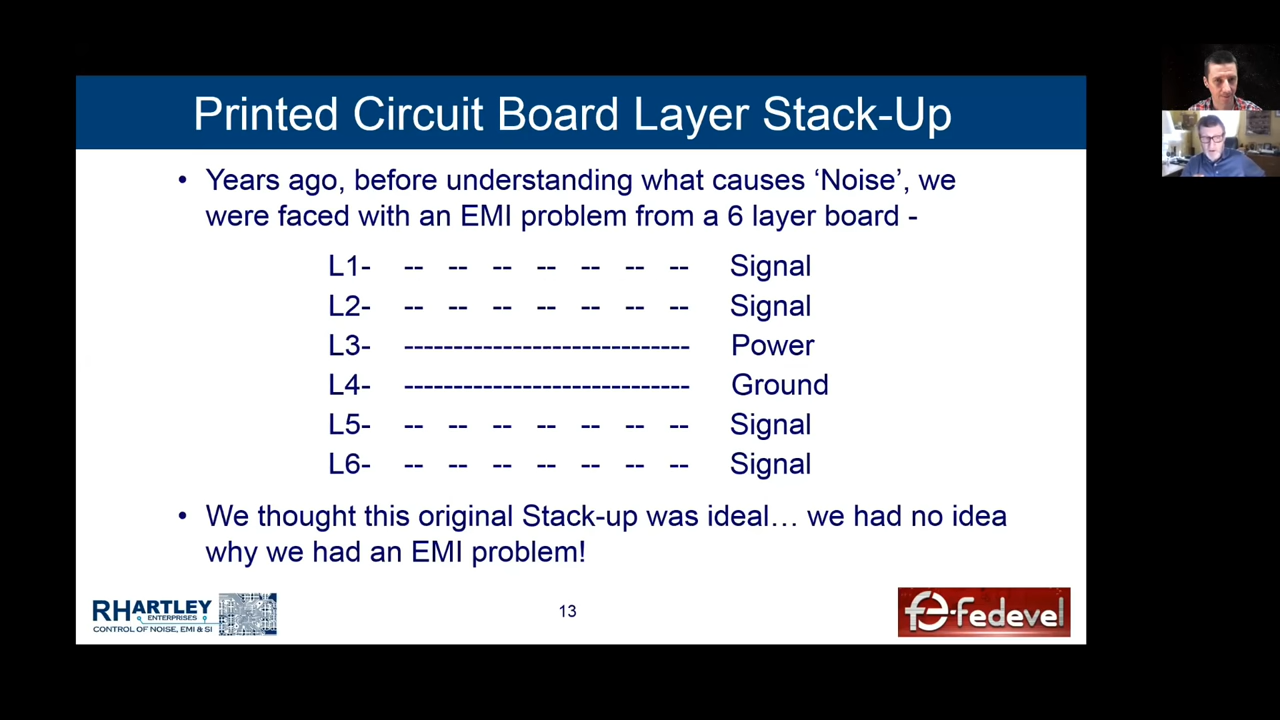 Printed Circuit Board Layer Stack-Up
• Years ago, before understanding what causes ‘Noise’, we
were faced with an EMI problem from a 6 layer board -
L1- -- -- -- -- -- -- -- Signal
L2- -- -- -- -- -- -- -- Signal
L3- ---------------------------- Power
L4- ---------------------------- Ground
L5- -- -- -- -- -- -- -- Signal
L6- -- -- -- -- -- -- -- Signal
• We thought this original Stack-up was ideal… we had no idea
why we had an EMI problem!
RHARTLEY
ENTERPRISES
CONTROL OF NOISE, EMI & SI
13
fedevel